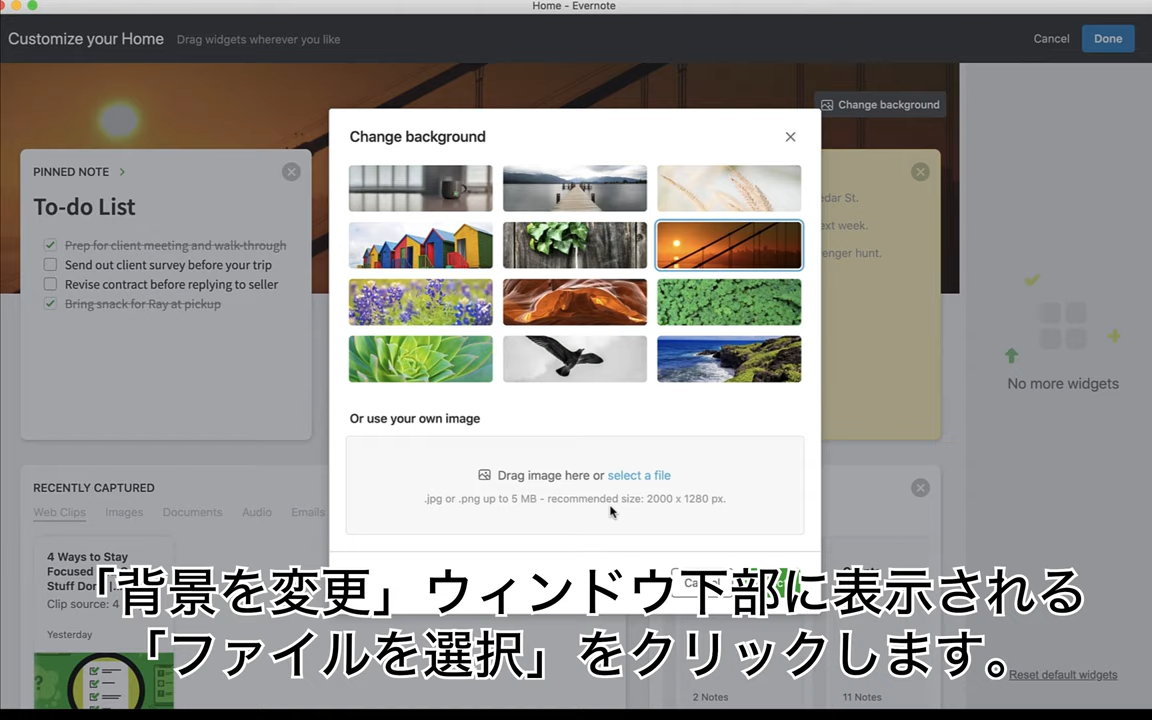 Home - Evernote
Customize your Home Drag widgets wherever you like Cancel Done
Change background
PINNED NOTE
To-do List
Prep for client meeting and walk-through
Send out client survey before your trip
Revise contract before replying to seller
Bring snack for Ray at pickup
Change background
Or use your own image
Drag image here or select a file
.jpg or .png up to 5 MB - recommended size: 2000 x 1280 px.
dar St.
ext week.
enger hunt.
No more widgets
RECENTLY CAPTURED
Web Clips Images Documents Audio Emails
4 Ways to Stay
Focused
Stuff Don
Clip source: 4
Yesterday
2 Notes
11 Notes
Reset default widgets
「背景を変更」ウィンドウ下部に表示される
「ファイルを選択」をクリックします。